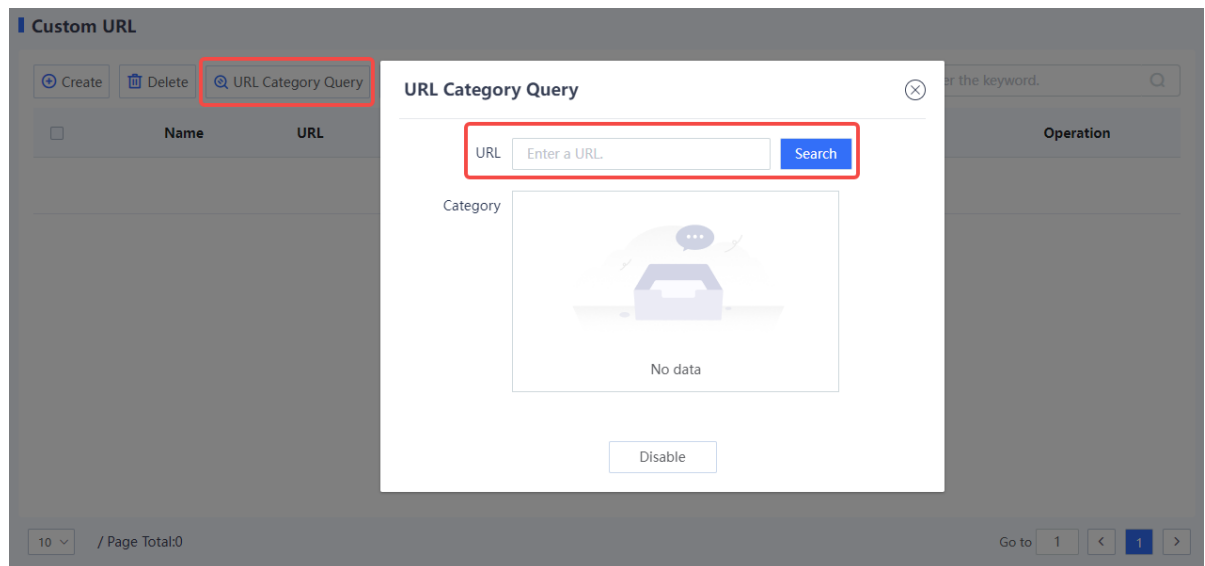 Custom URL
Create Delete URL Category Query er the keyword.
Name URL Operation
URL Category Query
URL Enter a URL. Search
Category
No data
Disable
10 / Page Total:0 Go to 1 < 1 >